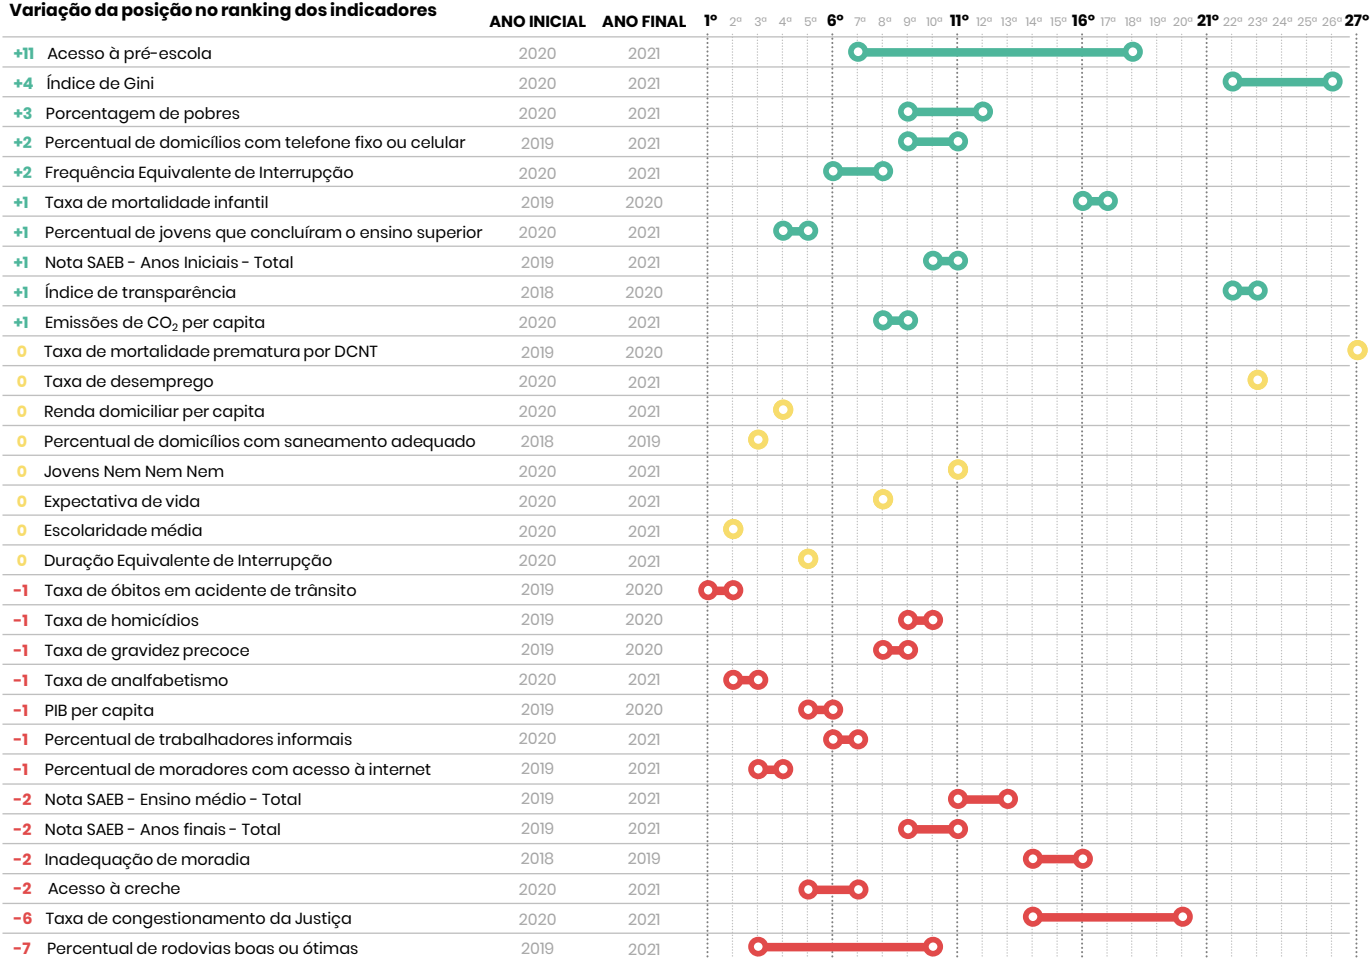 Variação da posição no ranking dos indicadores
ANO INICIAL ANO FINAL 1º 2º 3º 4º 5º 6º 7º 8º 9º 10º 11º 12º 13º 14º 15º 16º 17º 18º 19º 20º 21º 22º 23º 24º 25º 26º 27º
+11 Acesso à pré-escola 2020 2021
+4 Índice de Gini 2020 2021
+3 Porcentagem de pobres 2020 2021
+2 Percentual de domicílios com telefone fixo ou celular 2019 2021
+2 Frequência Equivalente de Interrupção 2020 2021
+1 Taxa de mortalidade infantil 2019 2020
+1 Percentual de jovens que concluíram o ensino superior 2020 2021
+1 Nota SAEB - Anos Iniciais - Total 2019 2021
+1 Índice de transparência 2018 2020
+1 Emissões de CO₂ per capita 2020 2021
0 Taxa de mortalidade prematura por DCNT 2019 2020
0 Taxa de desemprego 2020 2021
0 Renda domiciliar per capita 2020 2021
0 Percentual de domicílios com saneamento adequado 2018 2019
0 Jovens Nem Nem Nem 2020 2021
0 Expectativa de vida 2020 2021
0 Escolaridade média 2020 2021
0 Duração Equivalente de Interrupção 2020 2021
-1 Taxa de óbitos em acidente de trânsito 2019 2020
-1 Taxa de homicídios 2019 2020
-1 Taxa de gravidez precoce 2019 2020
-1 Taxa de analfabetismo 2020 2021
-1 PIB per capita 2019 2020
-1 Percentual de trabalhadores informais 2020 2021
-1 Percentual de moradores com acesso à internet 2019 2021
-2 Nota SAEB - Ensino médio - Total 2019 2021
-2 Nota SAEB - Anos finais - Total 2019 2021
-2 Inadequação de moradia 2018 2019
-2 Acesso à creche 2020 2021
-6 Taxa de congestionamento da Justiça 2020 2021
-7 Percentual de rodovias boas ou ótimas 2019 2021